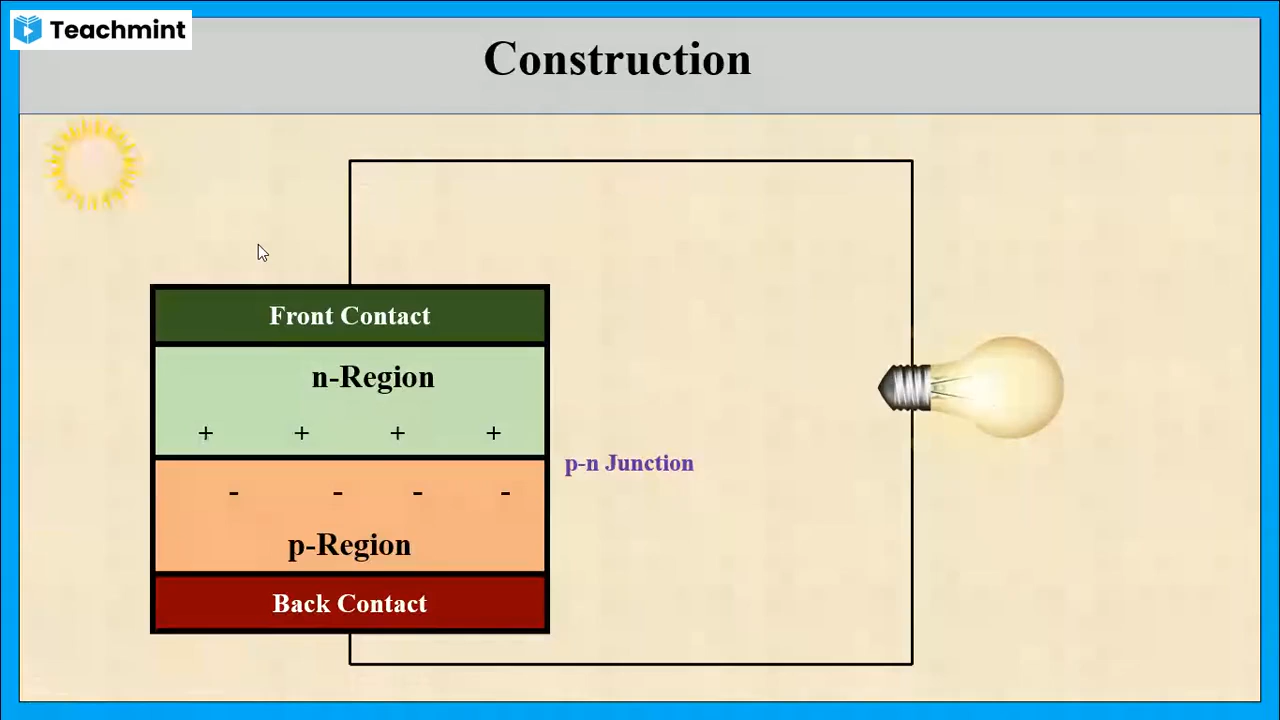 Teachmint
Construction
Front Contact
n-Region
+ + + +
p-n Junction
- - - -
p-Region
Back Contact